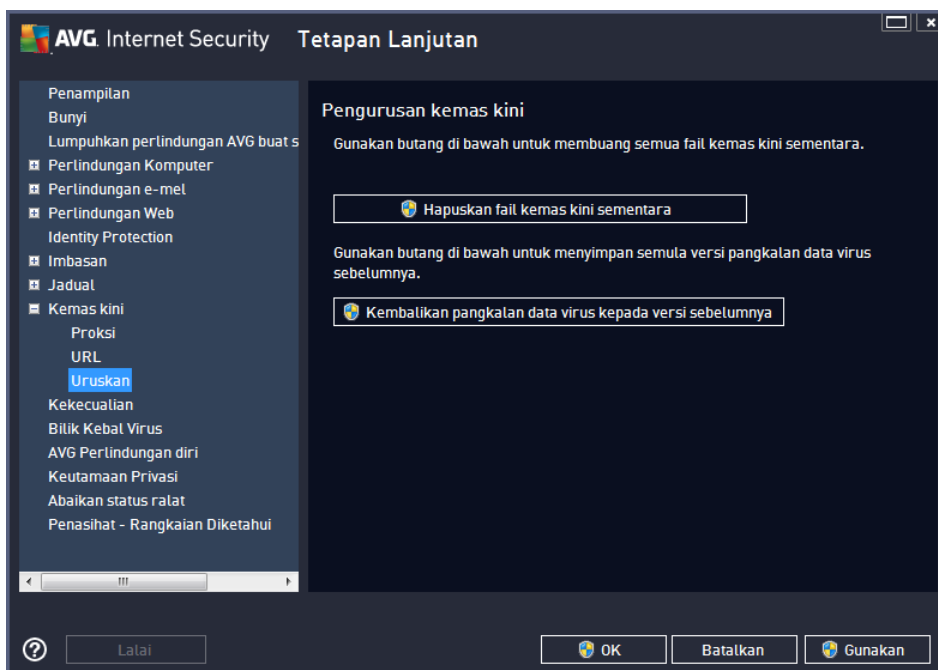 AVG Internet Security Tetapan Lanjutan
Penampilan
Bunyi
Lumpuhkan perlindungan AVG buat s
Perlindungan Komputer
Perlindungan e-mel
Perlindungan Web
Identity Protection
Imbasan
Jadual
Kemas kini
Proksi
URL
Uruskan
Kekecualian
Bilik Kebal Virus
AVG Perlindungan diri
Keutamaan Privasi
Abaikan status ralat
Penasihat - Rangkaian Diketahui
Pengurusan kemas kini
Gunakan butang di bawah untuk membuang semua fail kemas kini sementara.
Hapuskan fail kemas kini sementara
Gunakan butang di bawah untuk menyimpan semula versi pangkalan data virus
sebelumnya.
Kembalikan pangkalan data virus kepada versi sebelumnya
Lalai
OK
Batalkan
Gunakan